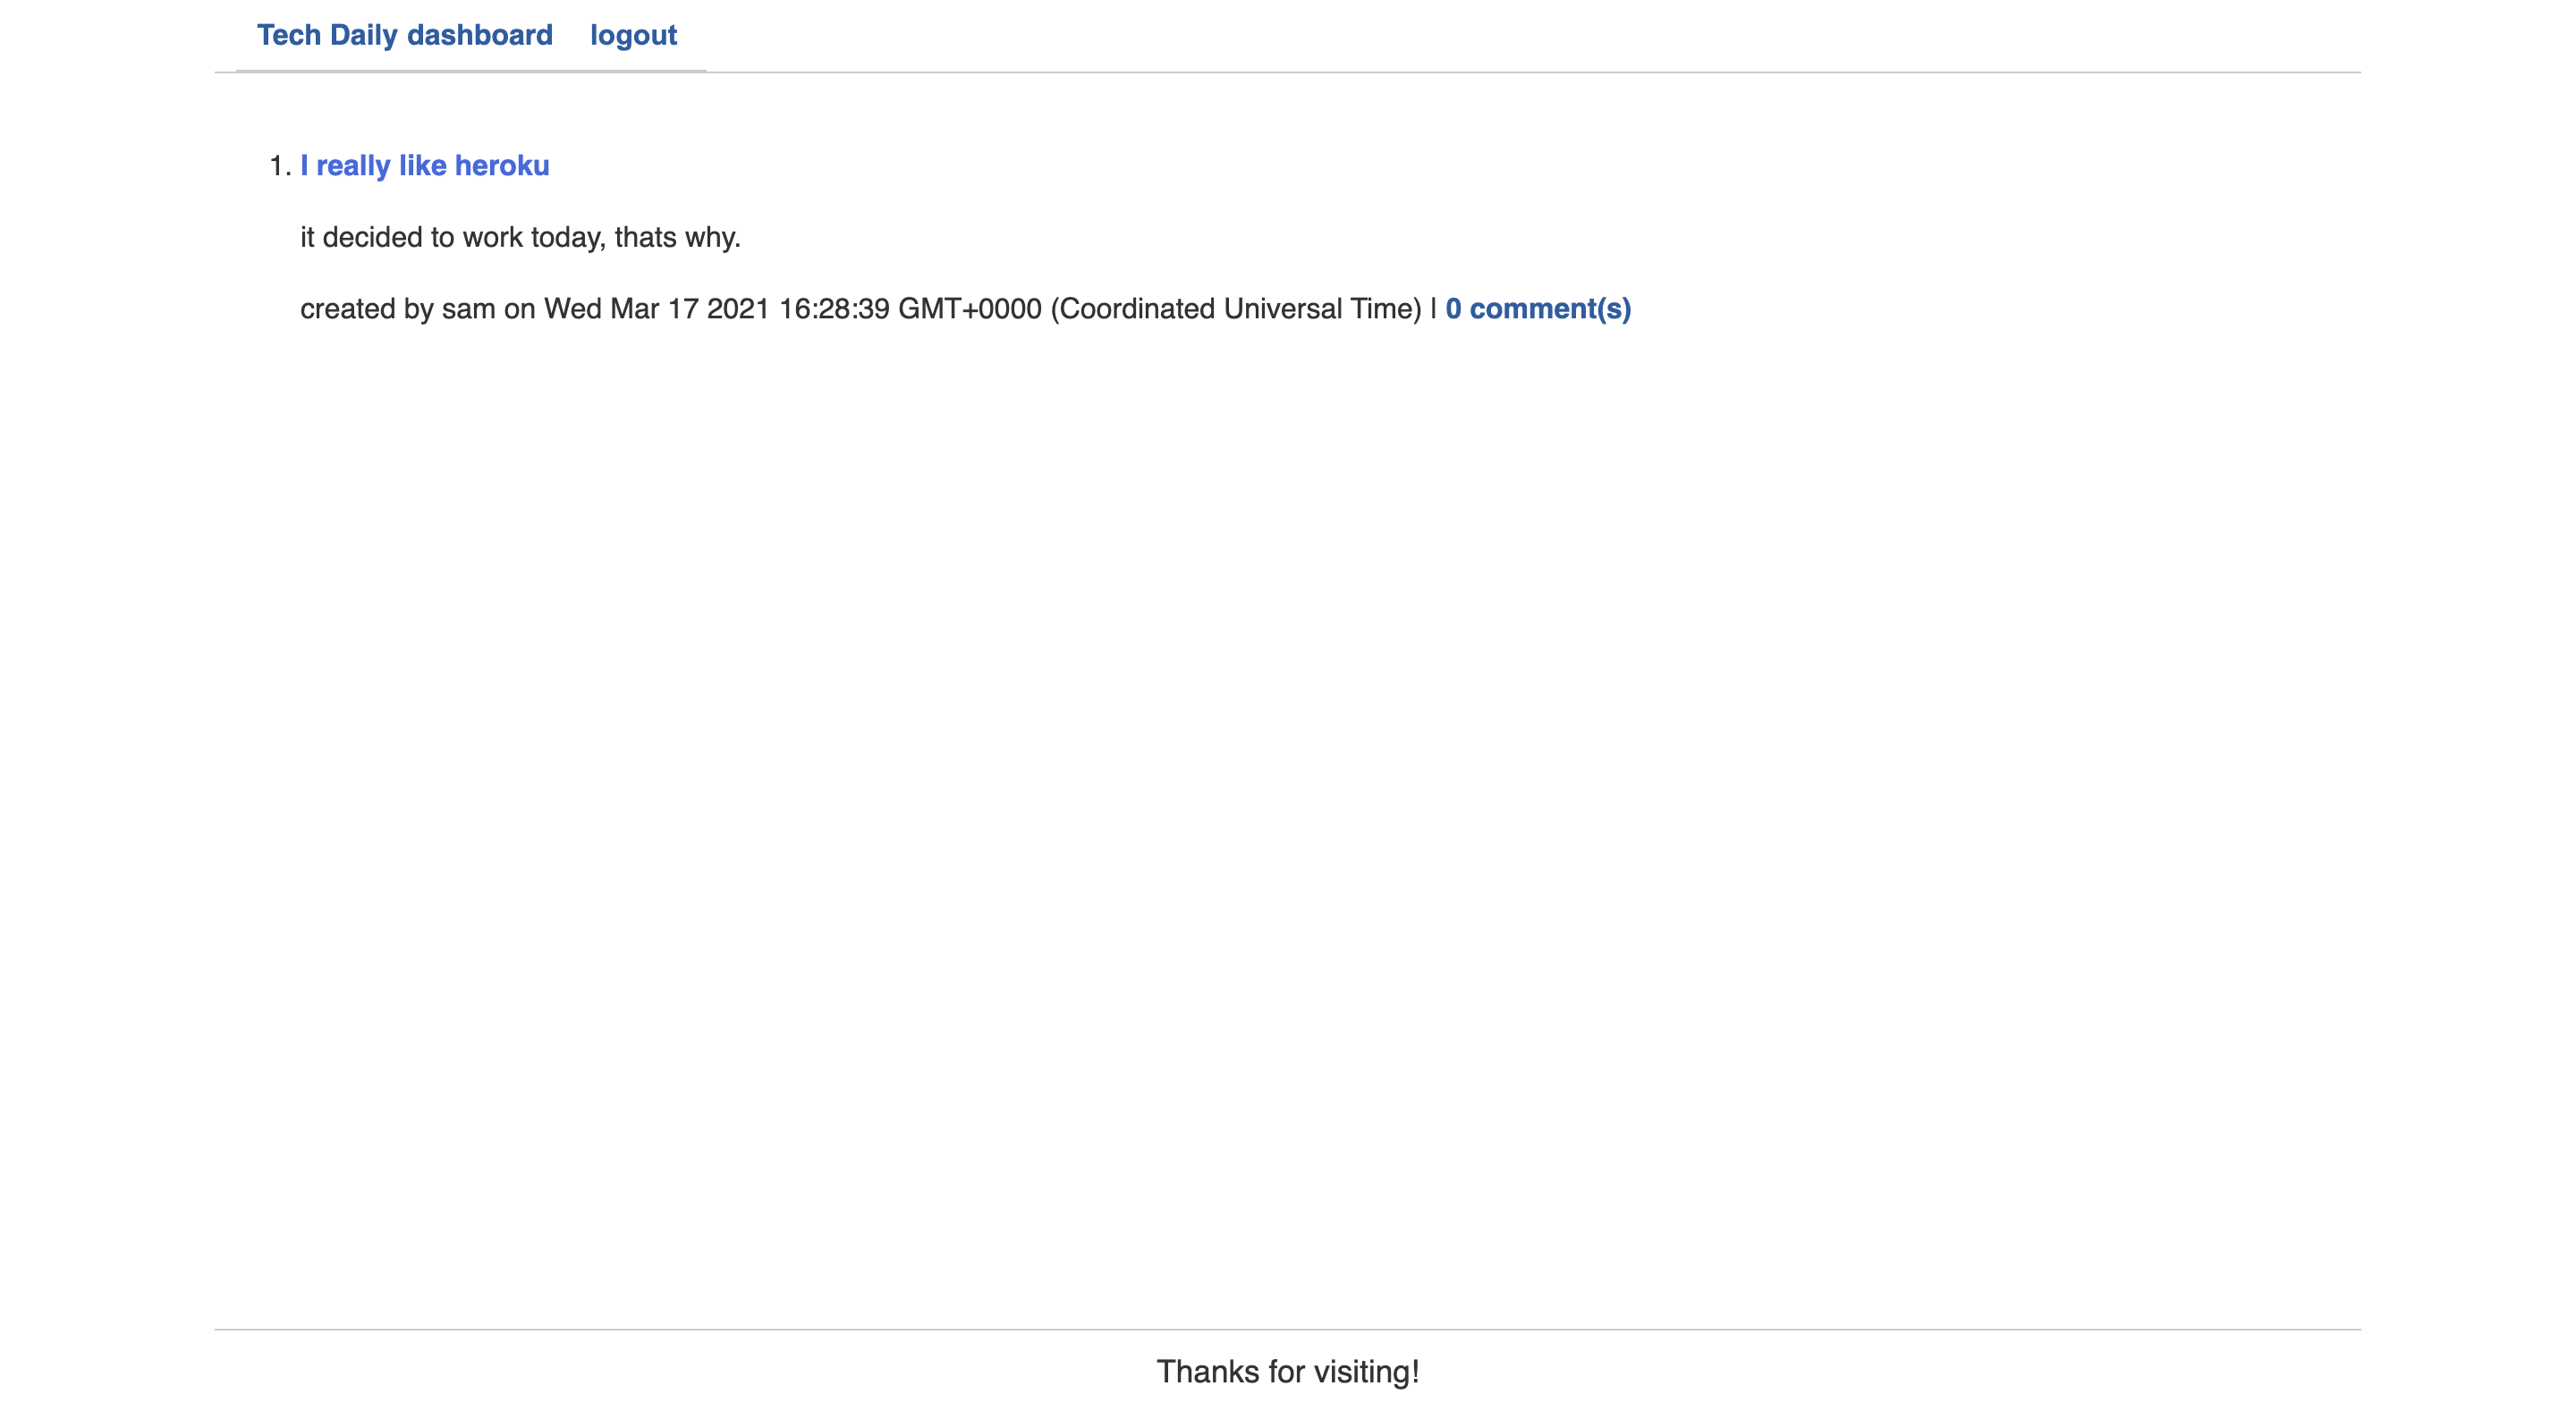 Tech Daily dashboard logout
1. I really like heroku
it decided to work today, thats why.
created by sam on Wed Mar 17 2021 16:28:39 GMT+0000 (Coordinated Universal Time) | 0 comment(s)
Thanks for visiting!